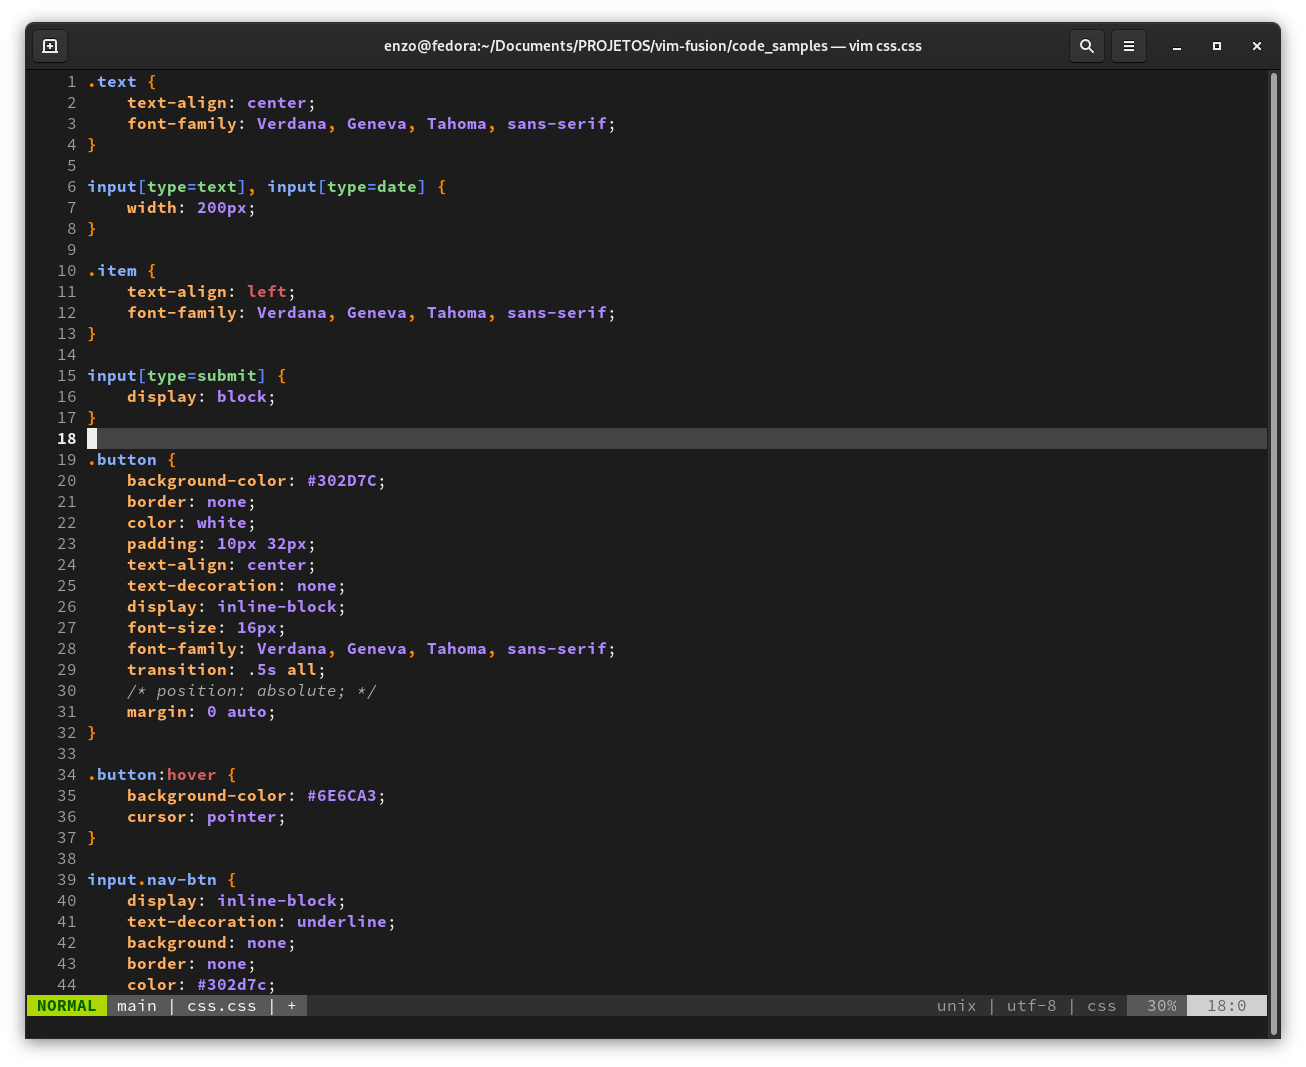 enzo@fedora:~/Documents/PROJETOS/vim-fusion/code_samples — vim css.css
1 .text {
2     text-align: center;
3     font-family: Verdana, Geneva, Tahoma, sans-serif;
4 }
5
6 input[type=text], input[type=date] {
7     width: 200px;
8 }
9
10 .item {
11     text-align: left;
12     font-family: Verdana, Geneva, Tahoma, sans-serif;
13 }
14
15 input[type=submit] {
16     display: block;
17 }
18
19 .button {
20     background-color: #302D7C;
21     border: none;
22     color: white;
23     padding: 10px 32px;
24     text-align: center;
25     text-decoration: none;
26     display: inline-block;
27     font-size: 16px;
28     font-family: Verdana, Geneva, Tahoma, sans-serif;
29     transition: .5s all;
30     /* position: absolute; */
31     margin: 0 auto;
32 }
33
34 .button:hover {
35     background-color: #6E6CA3;
36     cursor: pointer;
37 }
38
39 input.nav-btn {
40     display: inline-block;
41     text-decoration: underline;
42     background: none;
43     border: none;
44     color: #302d7c;
NORMAL main | css.css | + unix | utf-8 | css 30% 18:0